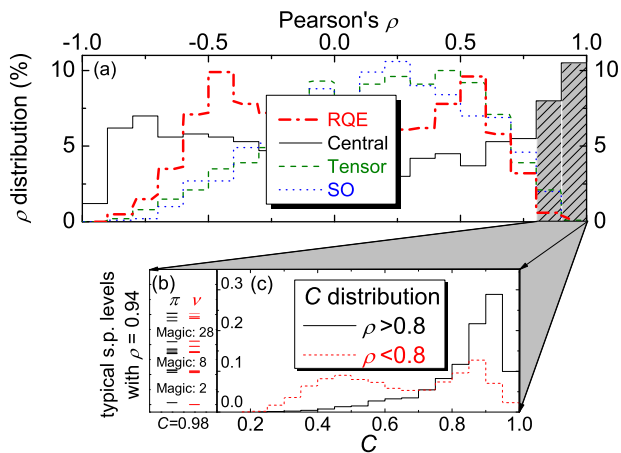 Pearson's ρ
-1.0 -0.5 0.0 0.5 1.0
10 (a) 10
ρ distribution (%)
RQE
Central
Tensor
SO
5 5
0 0
(b) (c)
π ν
Magic: 28
Magic: 8
Magic: 2
C=0.98
typical s.p. levels
with ρ = 0.94
0.3
0.2
0.1
0.0
C distribution
ρ >0.8
ρ <0.8
0.2 0.4 0.6 0.8 1.0
C